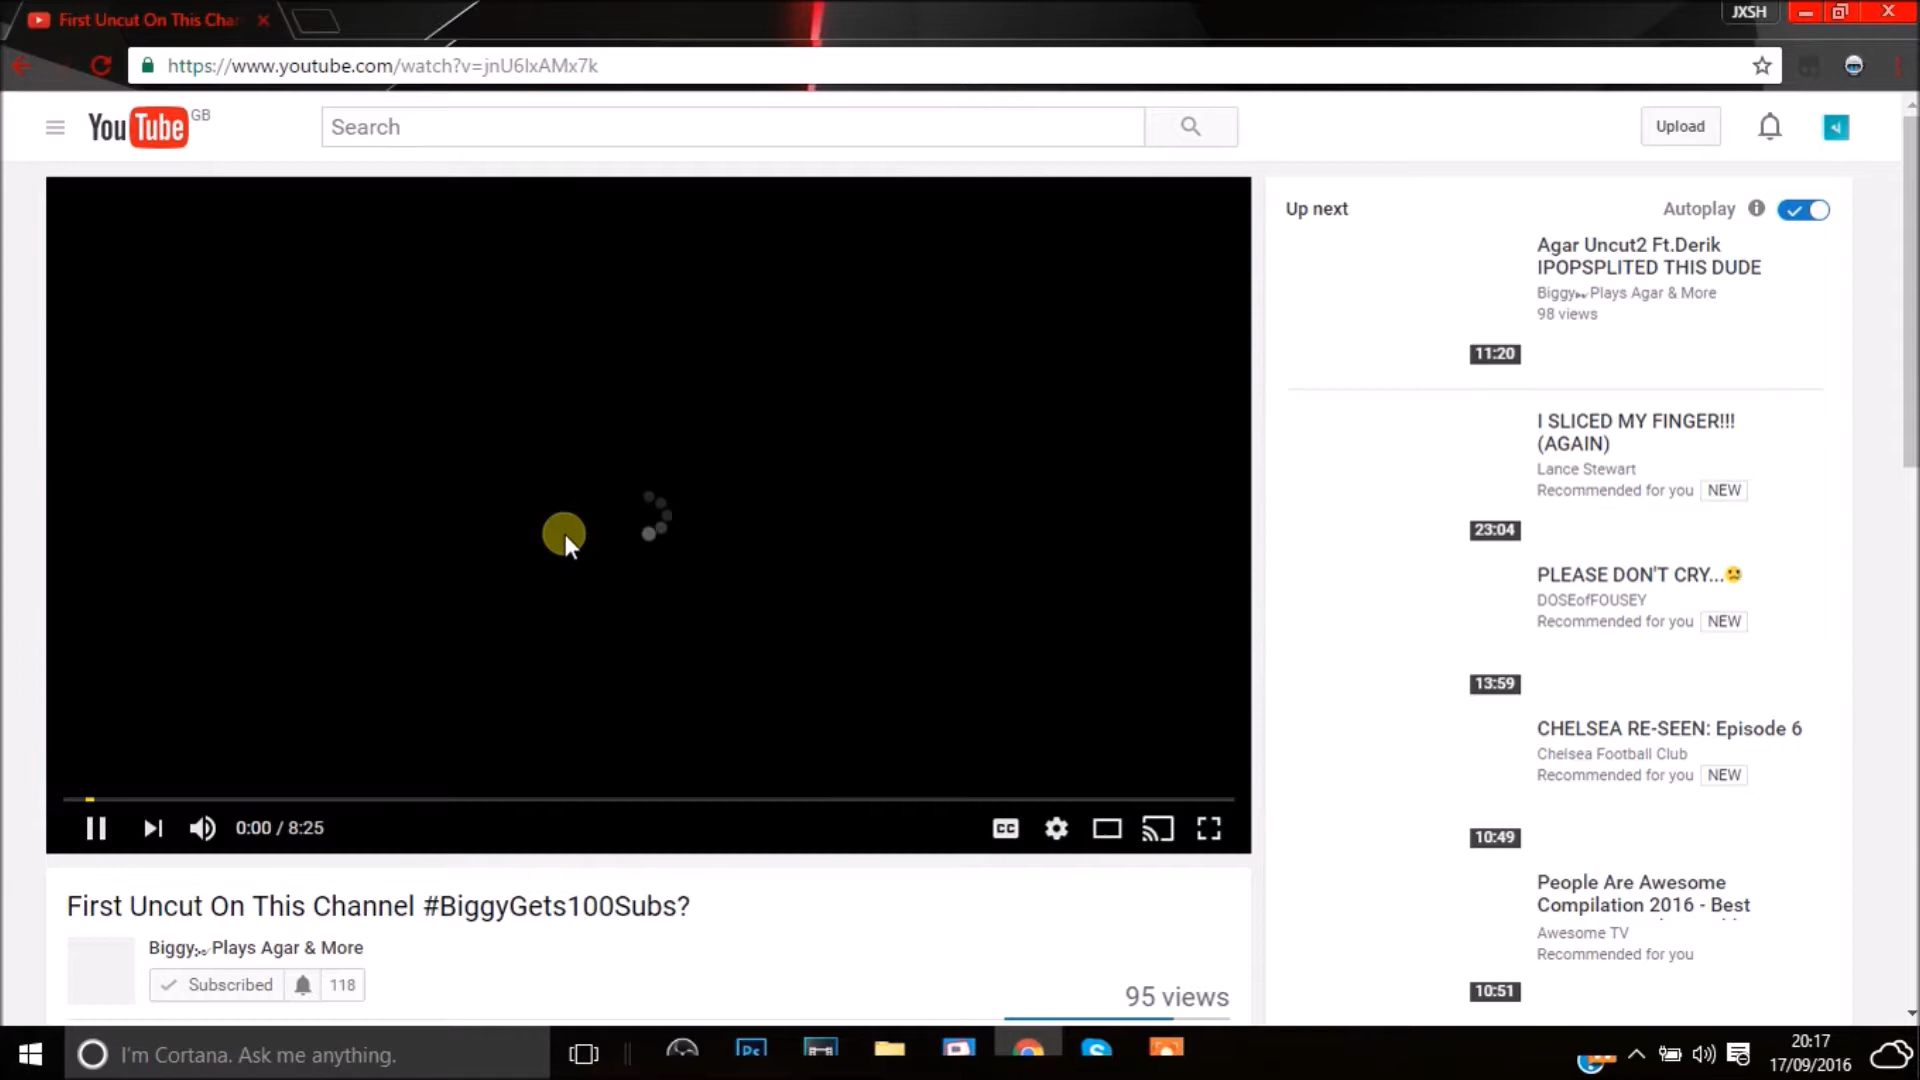 First Uncut On This Cha
JXSH
https://www.youtube.com/watch?v=jnU6IxAMx7k
YouTube GB
Search
Upload
Up next
Autoplay
Agar Uncut2 Ft.Derik
IPOPSPLITED THIS DUDE
Biggy Plays Agar & More
98 views
11:20
I SLICED MY FINGER!!!
(AGAIN)
Lance Stewart
Recommended for you NEW
23:04
PLEASE DON'T CRY...😢
DOSEofFOUSEY
Recommended for you NEW
13:59
CHELSEA RE-SEEN: Episode 6
Chelsea Football Club
Recommended for you NEW
10:49
People Are Awesome
Compilation 2016 - Best
Awesome TV
Recommended for you
10:51
0:00 / 8:25
CC
First Uncut On This Channel #BiggyGets100Subs?
Biggy Plays Agar & More
Subscribed 118
95 views
I'm Cortana. Ask me anything.
Ps
20:17
17/09/2016